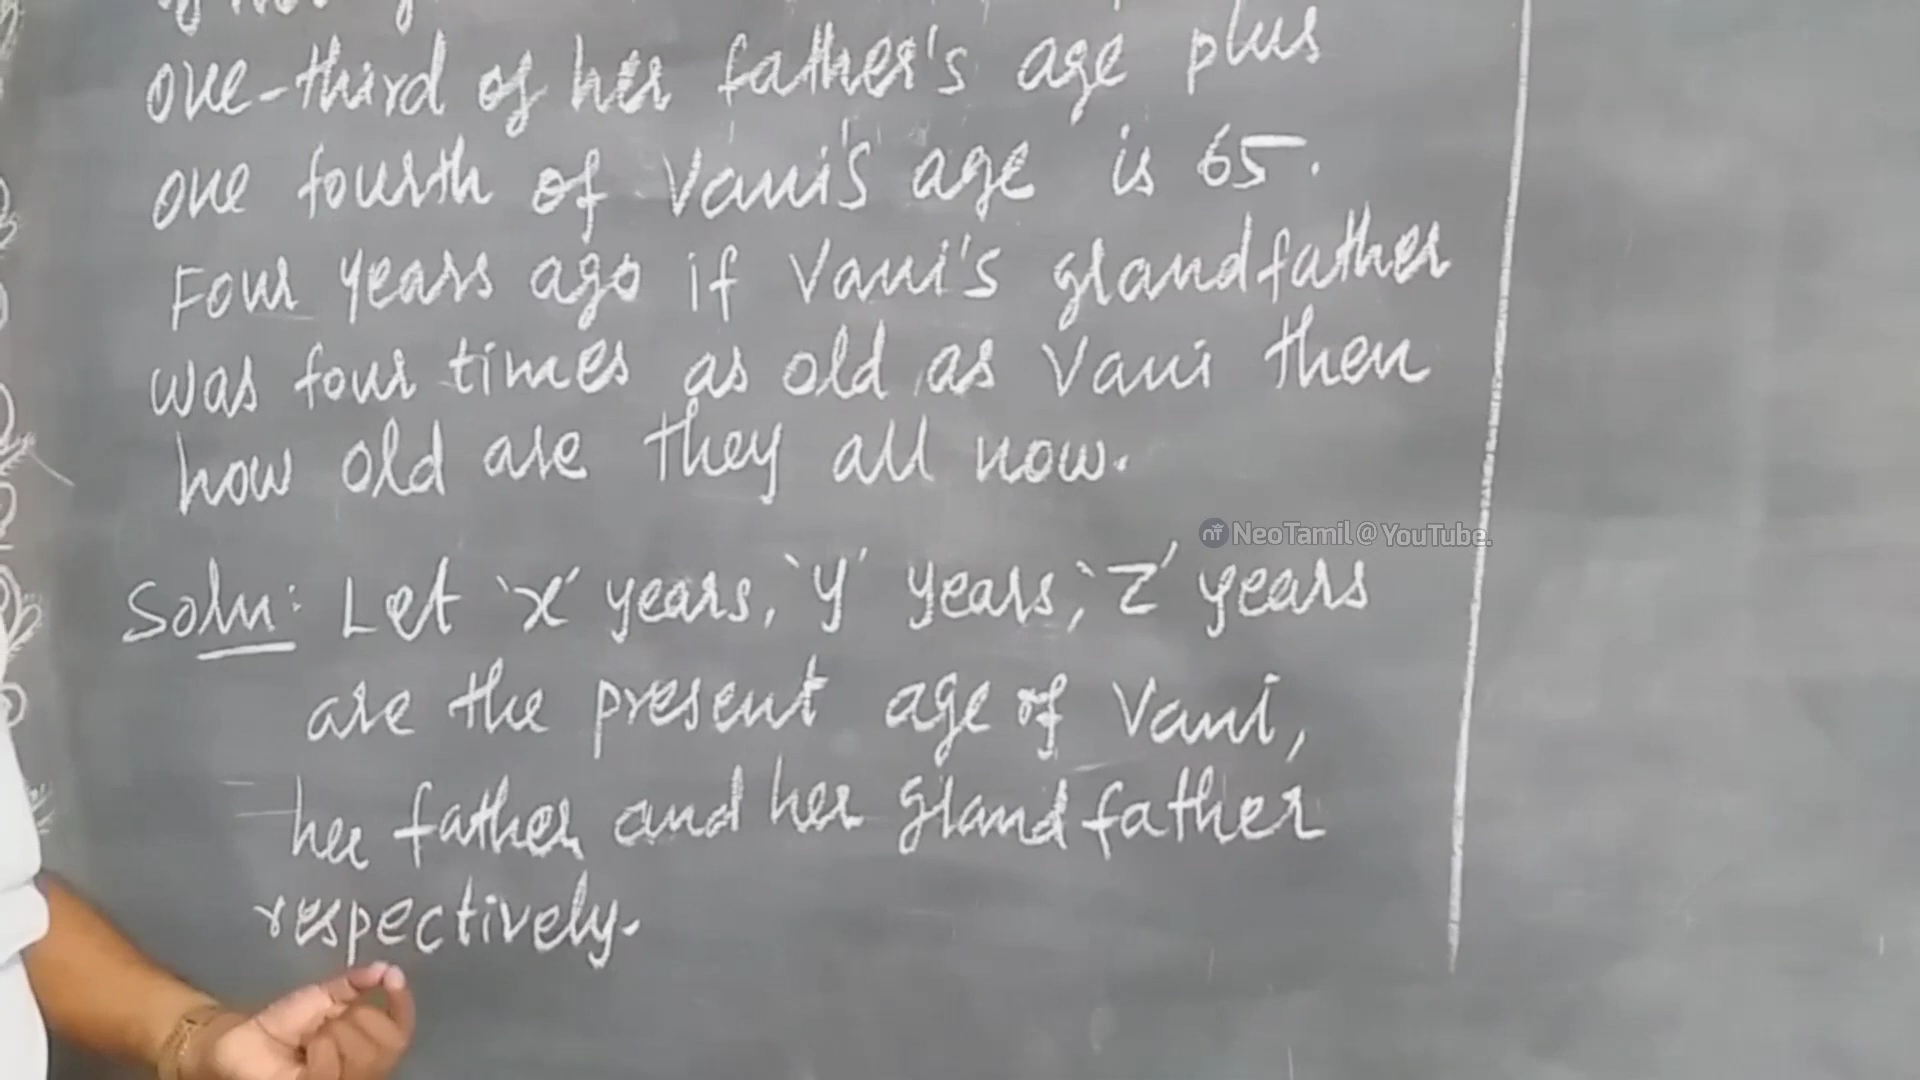 one-third of her father's age plus
one fourth of Vani's age is 65.
Four years ago if Vani's grandfather
was four times as old as Vani then
how old are they all now.
NeoTamil @ YouTube.
Soln: Let 'x' years, 'y' years, 'z' years
are the present age of Vani,
her father and her grandfather
respectively.